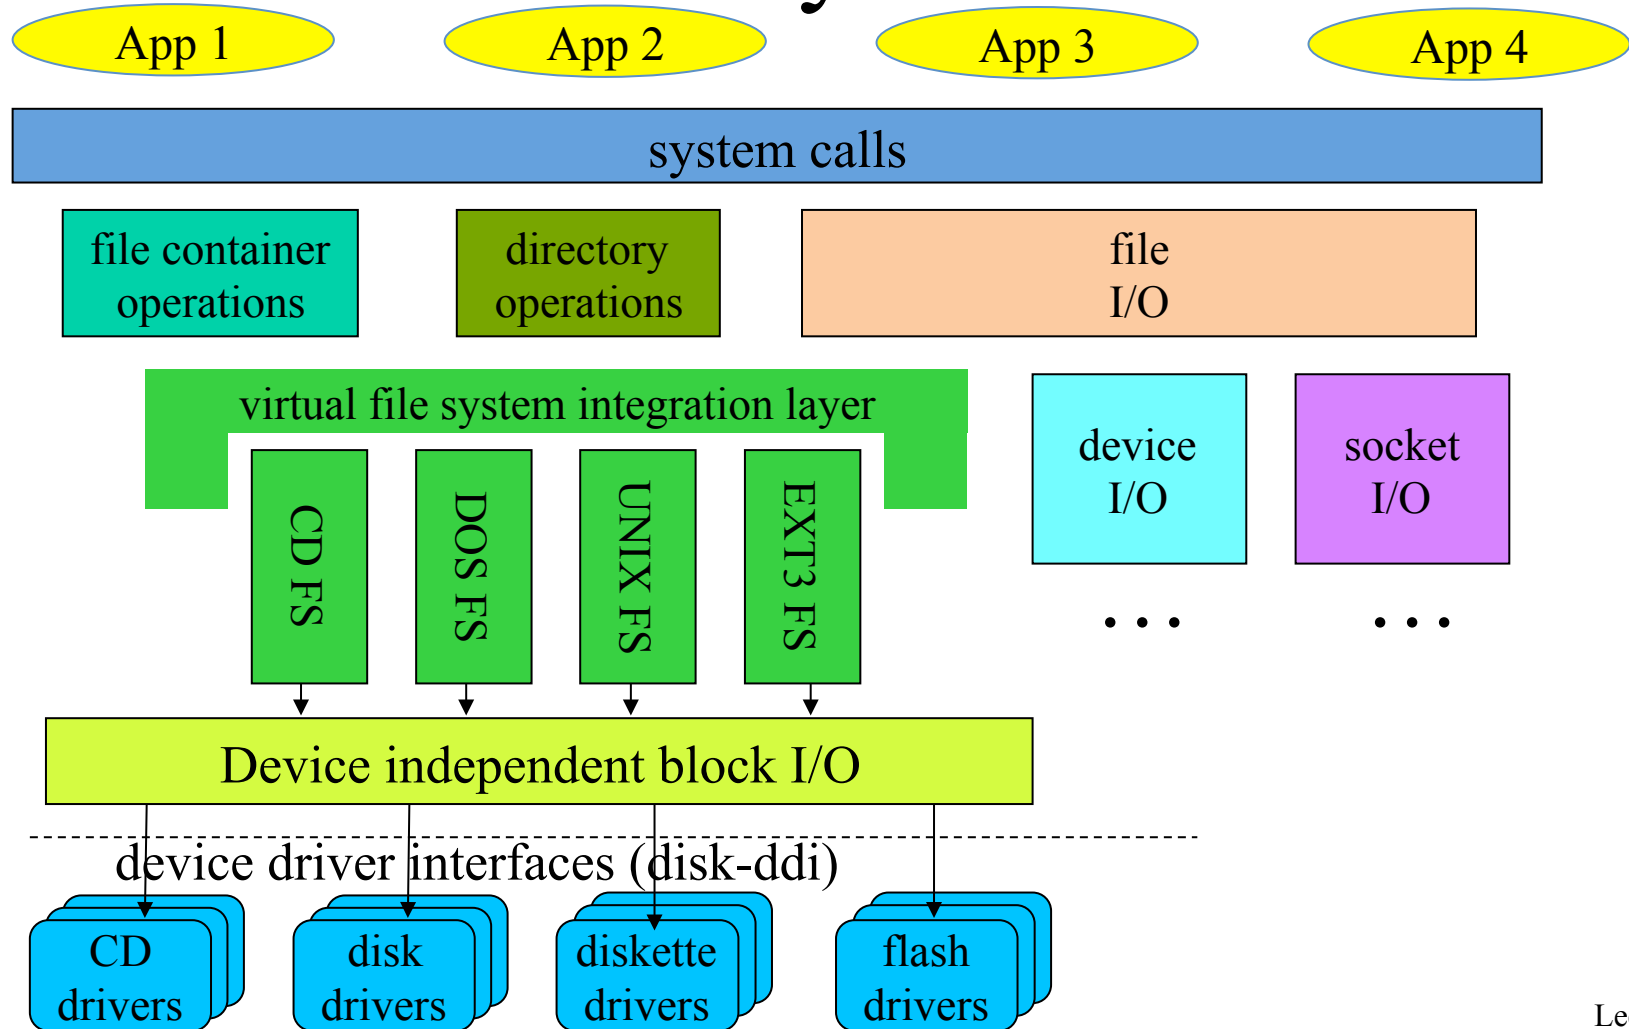 App 1
App 2
App 3
App 4
system calls
file container
operations
directory
operations
file
I/O
virtual file system integration layer
device
I/O
socket
I/O
CD FS
DOS FS
UNIX FS
EXT3 FS
...
...
Device independent block I/O
device driver interfaces (disk-ddi)
CD
drivers
disk
drivers
diskette
drivers
flash
drivers